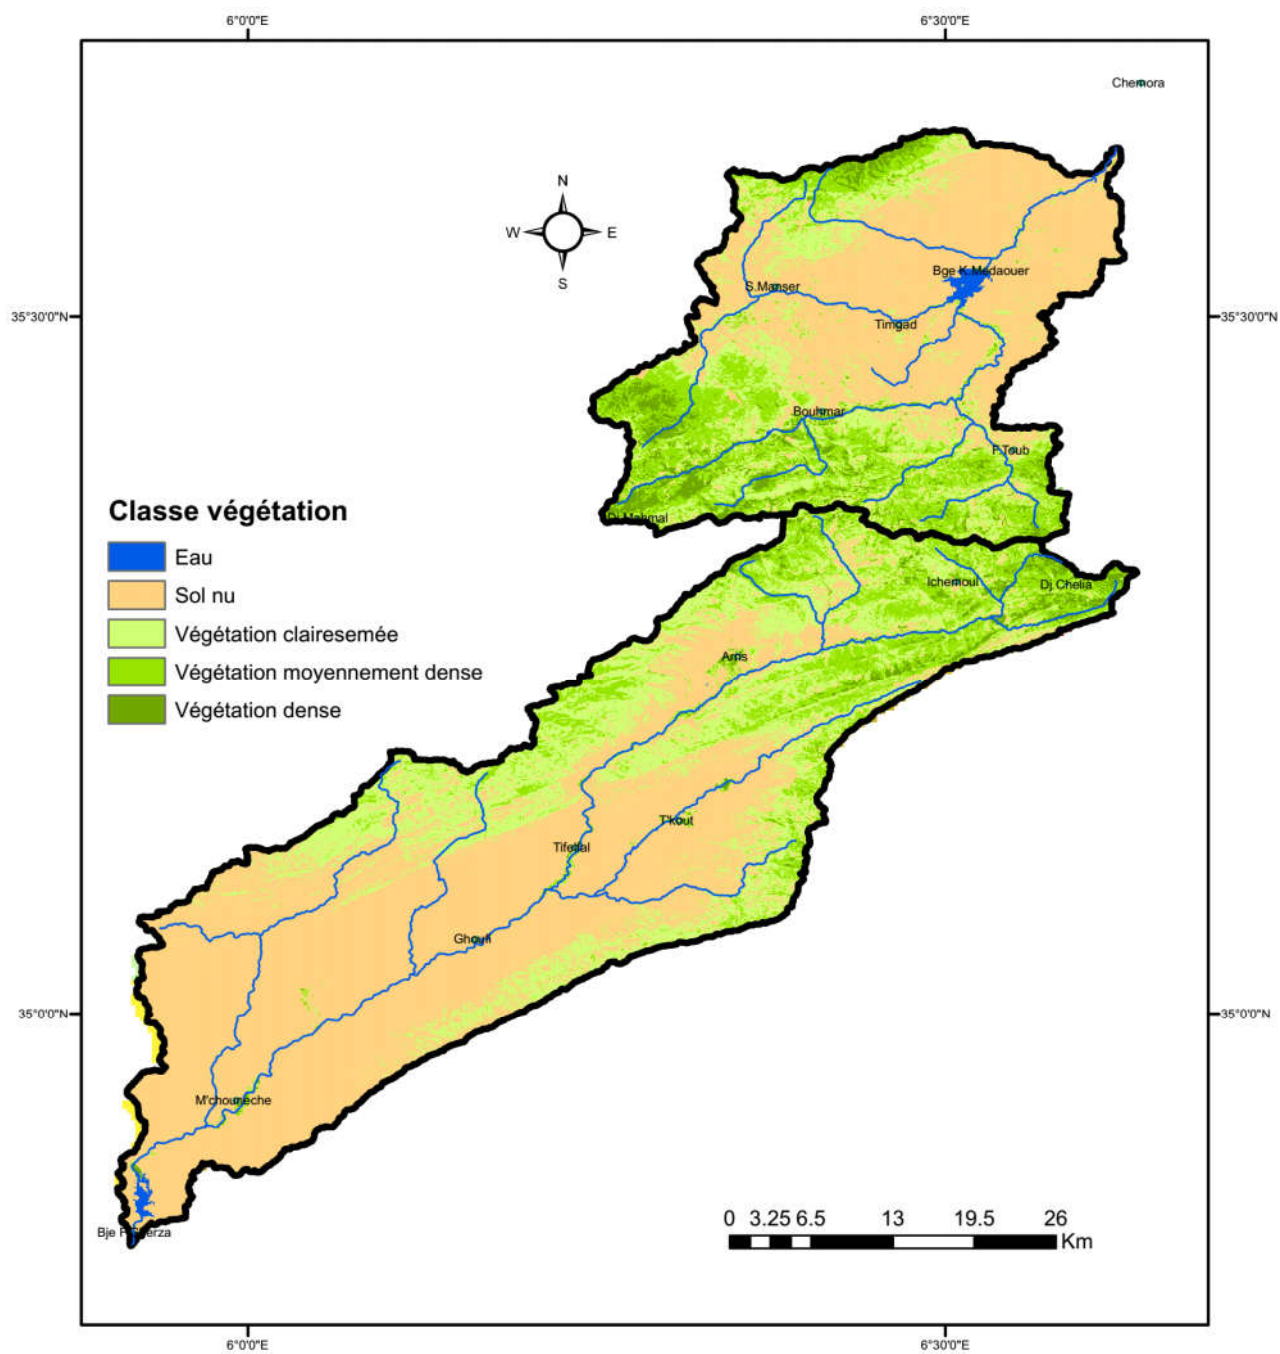 6°0'0"E
6°30'0"E
Chemora
N
W
E
S
Bge K.Medaouer
S.Manser
35°30'0"N
35°30'0"N
Timgad
Bouhmar
F.Toub
Dj.Mahmal
Classe végétation
Eau
Sol nu
Végétation clairesemée
Végétation moyennement dense
Végétation dense
Ichemoul
Dj.Chelia
Arris
T'kout
Tifelfal
Ghoufi
35°0'0"N
35°0'0"N
M'chouneche
0 3.25 6.5 13 19.5 26
Km
6°0'0"E
6°30'0"E